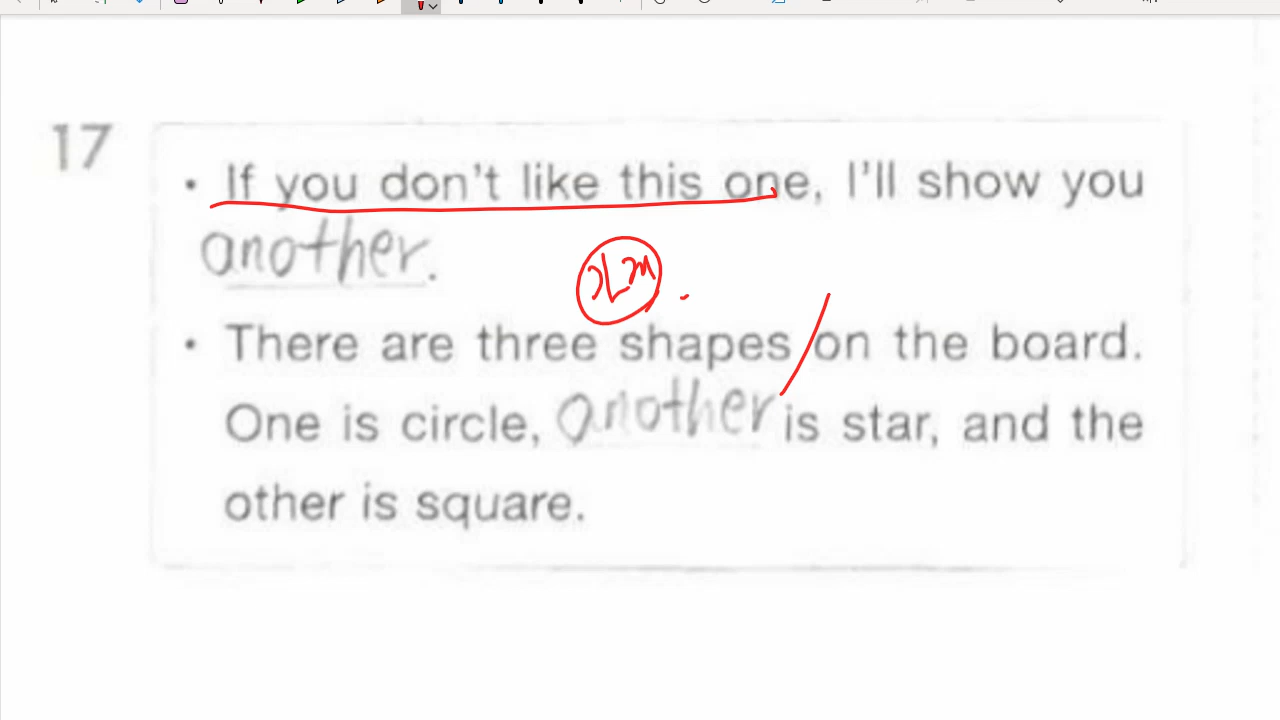 17
• If you don't like this one, I'll show you
another.
• There are three shapes on the board.
One is circle, another is star, and the
other is square.